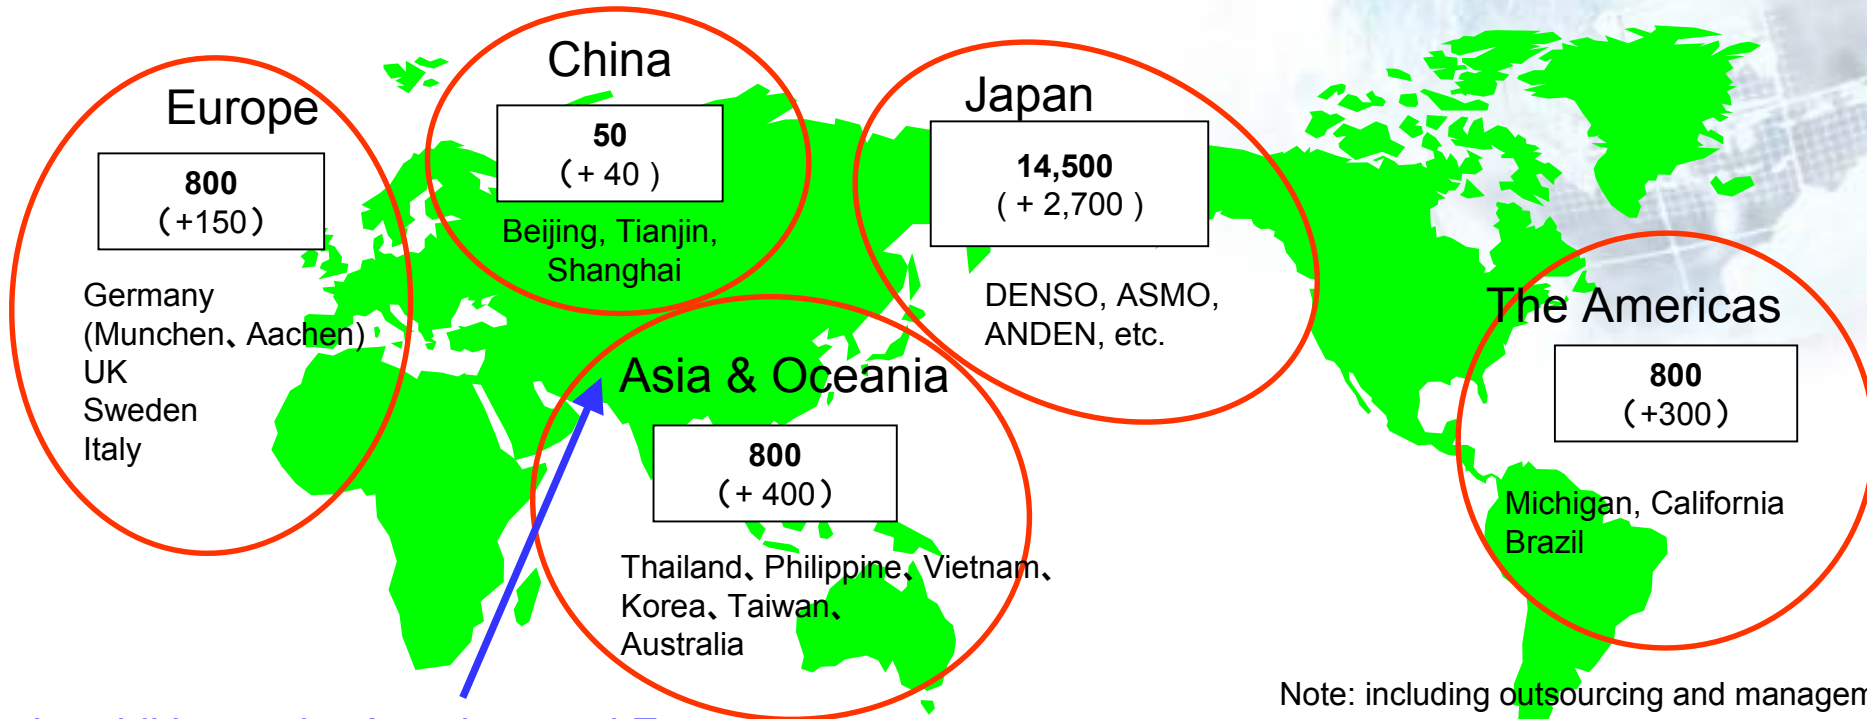 Europe
800
(+150)
Germany
(Munchen、Aachen)
UK
Sweden
Italy
China
50
(+ 40 )
Beijing, Tianjin,
Shanghai
Japan
14,500
( + 2,700 )
DENSO, ASMO,
ANDEN, etc.
Asia & Oceania
800
(+ 400)
Thailand、Philippine、Vietnam、
Korea、Taiwan、
Australia
The Americas
800
(+300)
Michigan, California
Brazil
Note: including outsourcing and managem